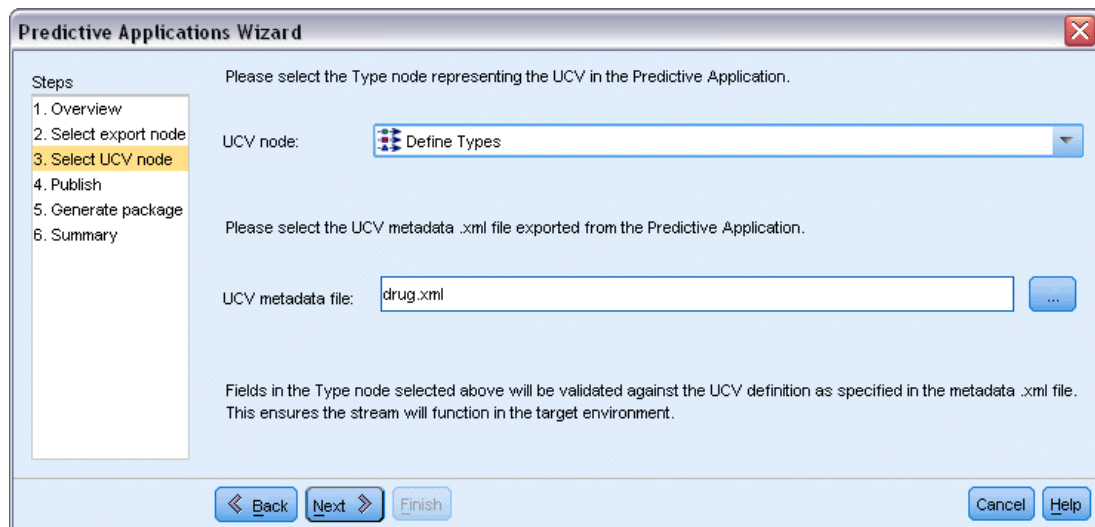 Predictive Applications Wizard
Steps
1. Overview
2. Select export node
3. Select UCV node
4. Publish
5. Generate package
6. Summary
Please select the Type node representing the UCV in the Predictive Application.
UCV node:
Define Types
Please select the UCV metadata .xml file exported from the Predictive Application.
UCV metadata file:
drug.xml
...
Fields in the Type node selected above will be validated against the UCV definition as specified in the metadata .xml file.
This ensures the stream will function in the target environment.
Back
Next
Finish
Cancel
Help